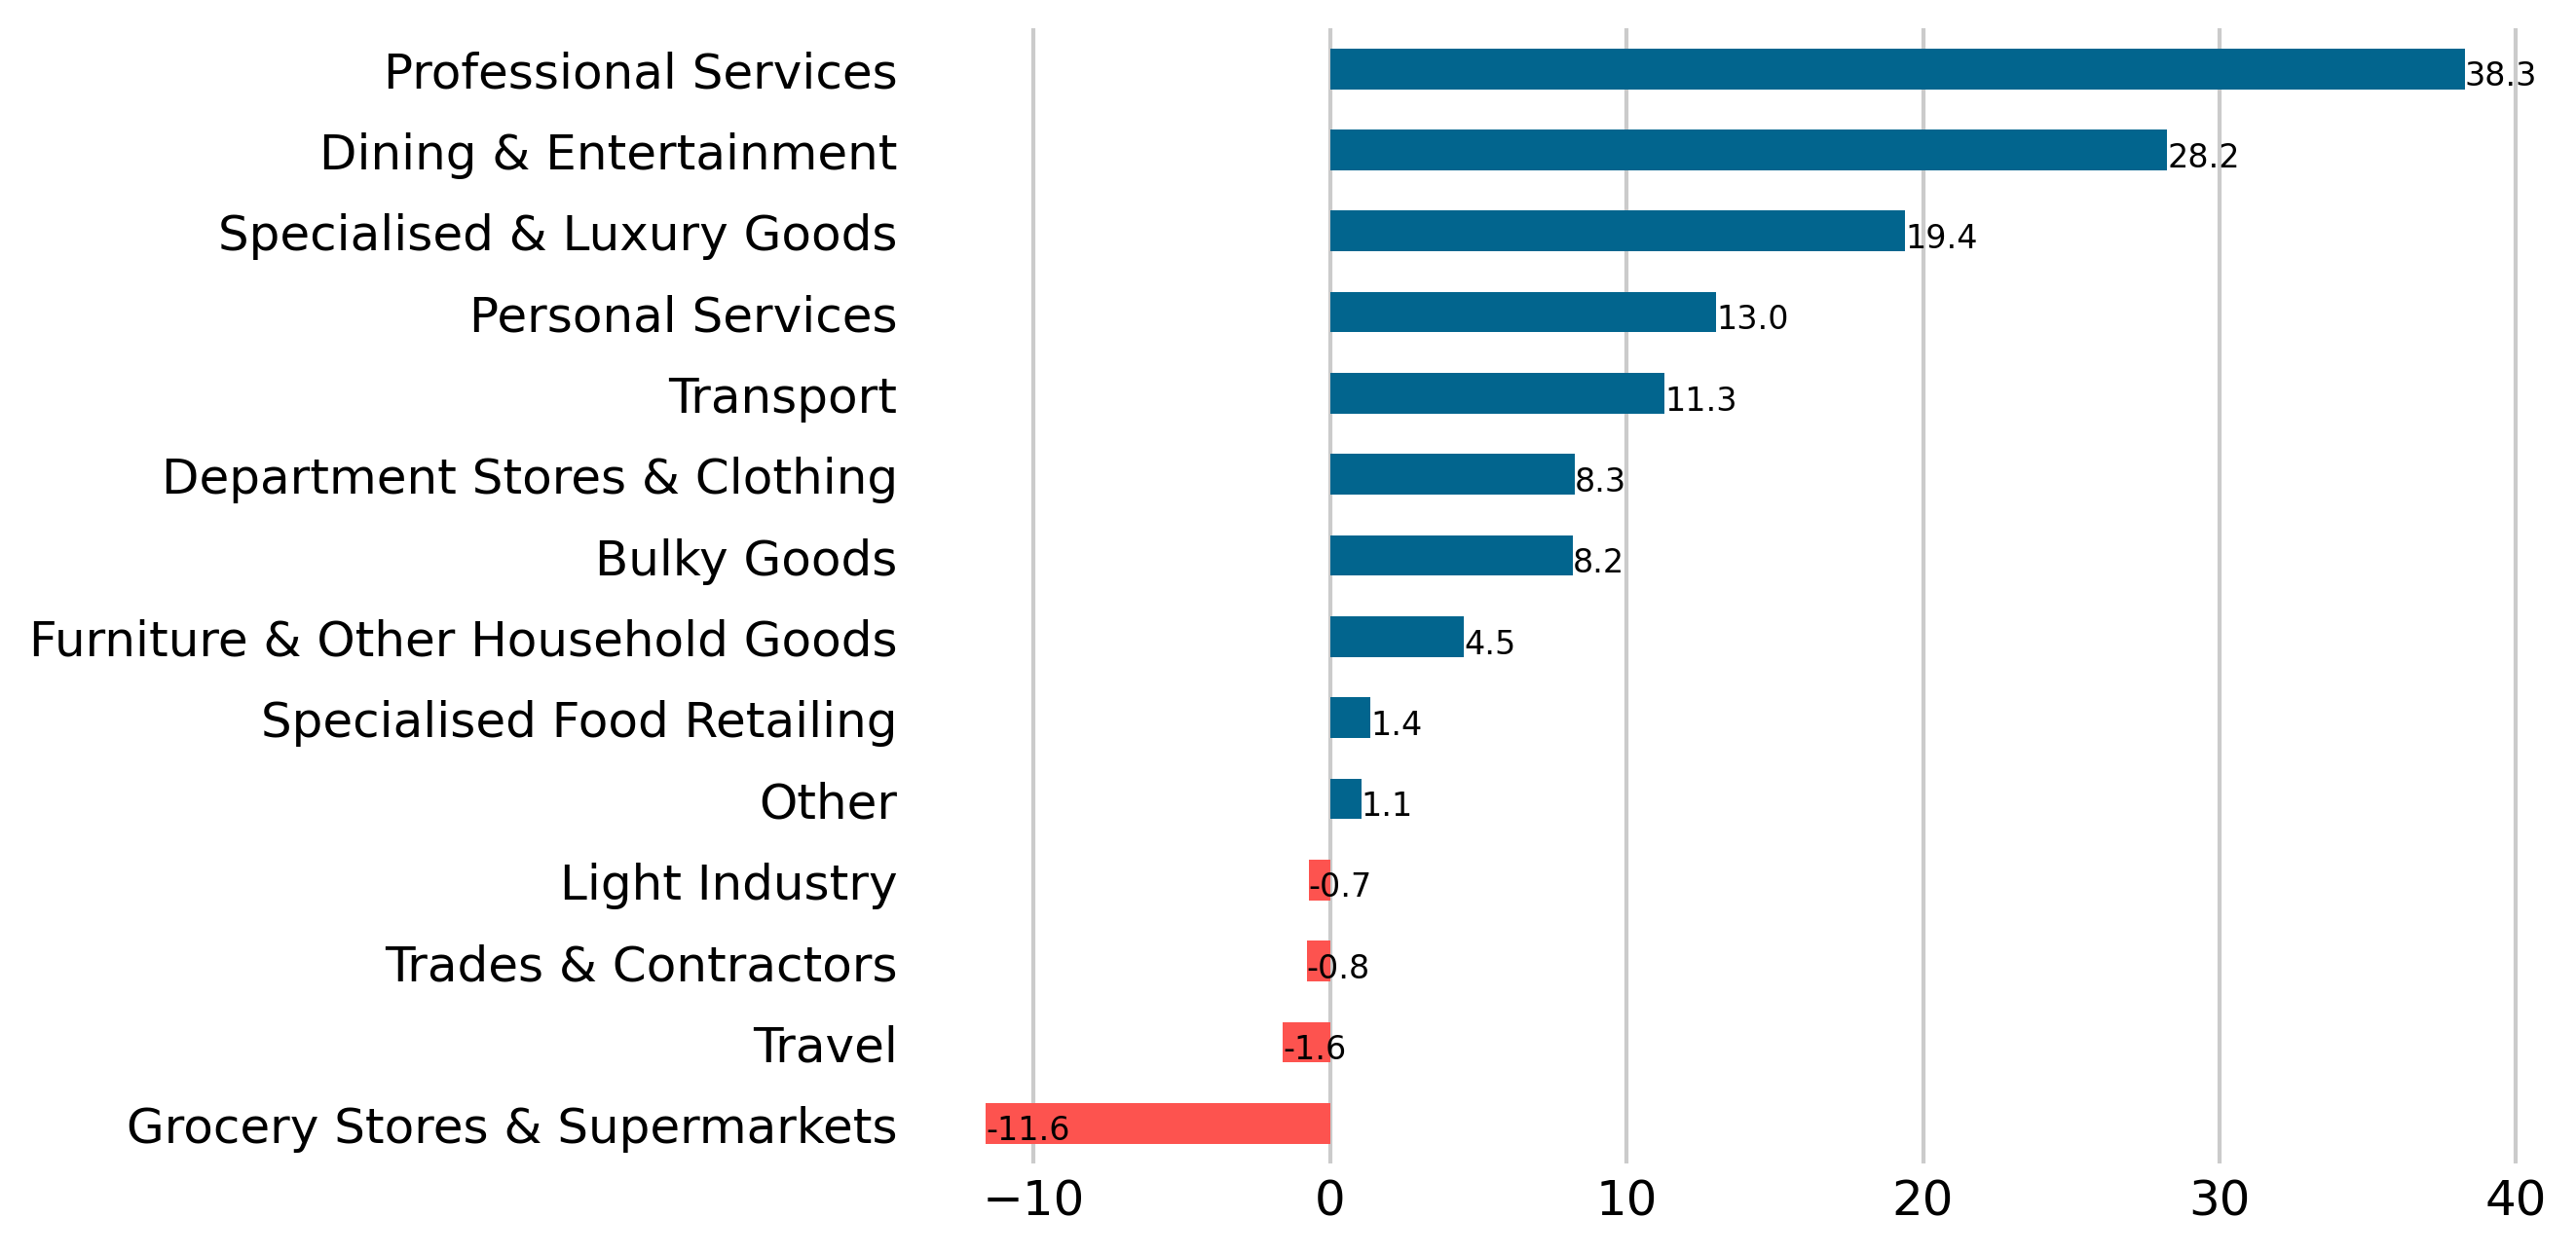 Professional Services 38.3
Dining & Entertainment 28.2
Specialised & Luxury Goods 19.4
Personal Services 13.0
Transport 11.3
Department Stores & Clothing 8.3
Bulky Goods 8.2
Furniture & Other Household Goods 4.5
Specialised Food Retailing 1.4
Other 1.1
Light Industry -0.7
Trades & Contractors -0.8
Travel -1.6
Grocery Stores & Supermarkets -11.6
−10 0 10 20 30 40